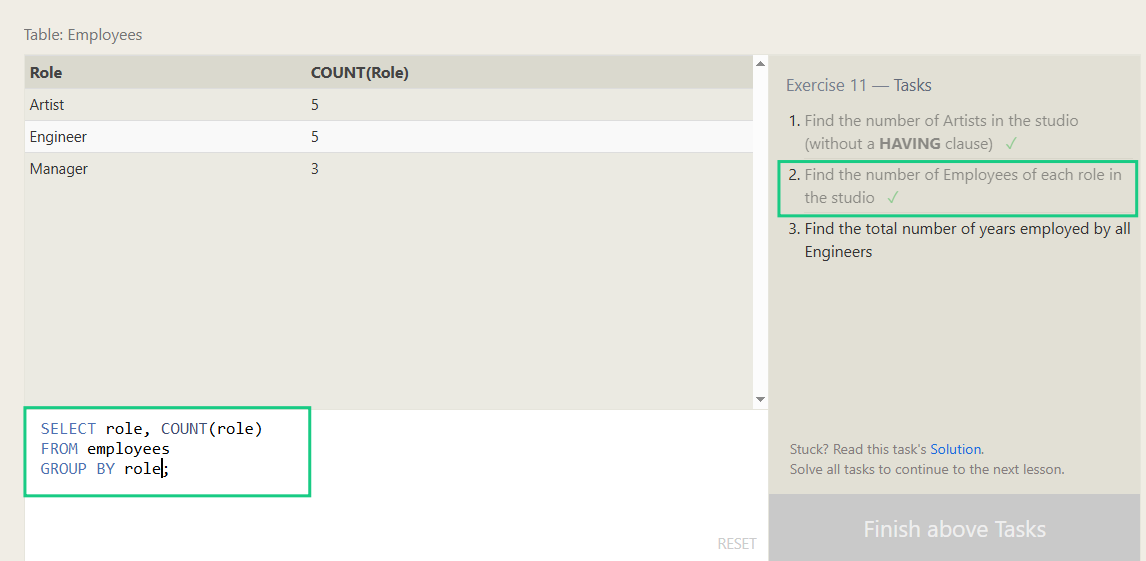 Table: Employees
Role COUNT(Role)
Artist 5
Engineer 5
Manager 3
SELECT role, COUNT(role)
FROM employees
GROUP BY role;
RESET
Exercise 11 — Tasks
1. Find the number of Artists in the studio
(without a HAVING clause) ✓
2. Find the number of Employees of each role in
the studio ✓
3. Find the total number of years employed by all
Engineers
Stuck? Read this task's Solution.
Solve all tasks to continue to the next lesson.
Finish above Tasks